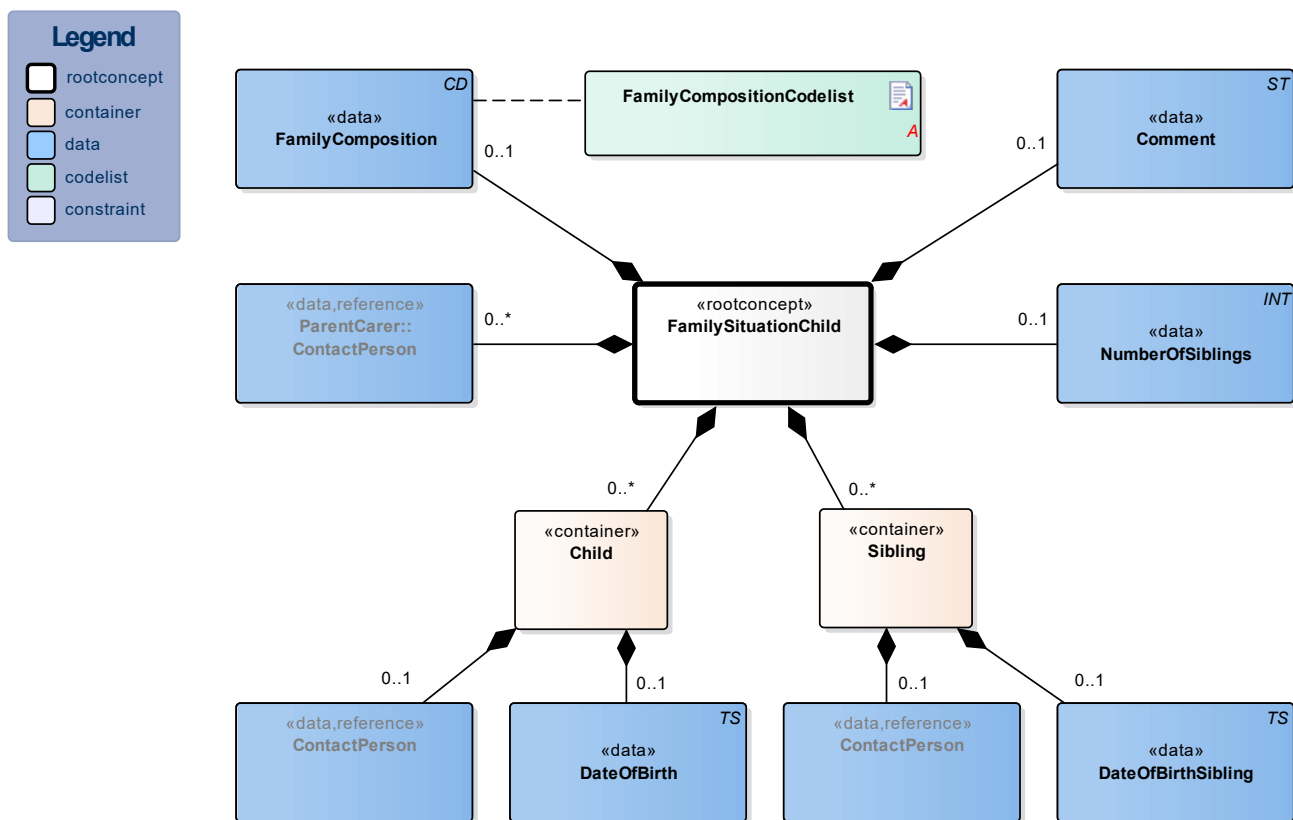 Legend
rootconcept
container
data
codelist
constraint
CD
«data»
FamilyComposition
0..1
FamilyCompositionCodelist
A
ST
«data»
Comment
0..1
«data,reference»
ParentCarer::
ContactPerson
0..*
«rootconcept»
FamilySituationChild
INT
«data»
NumberOfSiblings
0..1
0..*
«container»
Child
0..*
«container»
Sibling
0..1
«data,reference»
ContactPerson
0..1
TS
«data»
DateOfBirth
0..1
«data,reference»
ContactPerson
0..1
TS
«data»
DateOfBirthSibling